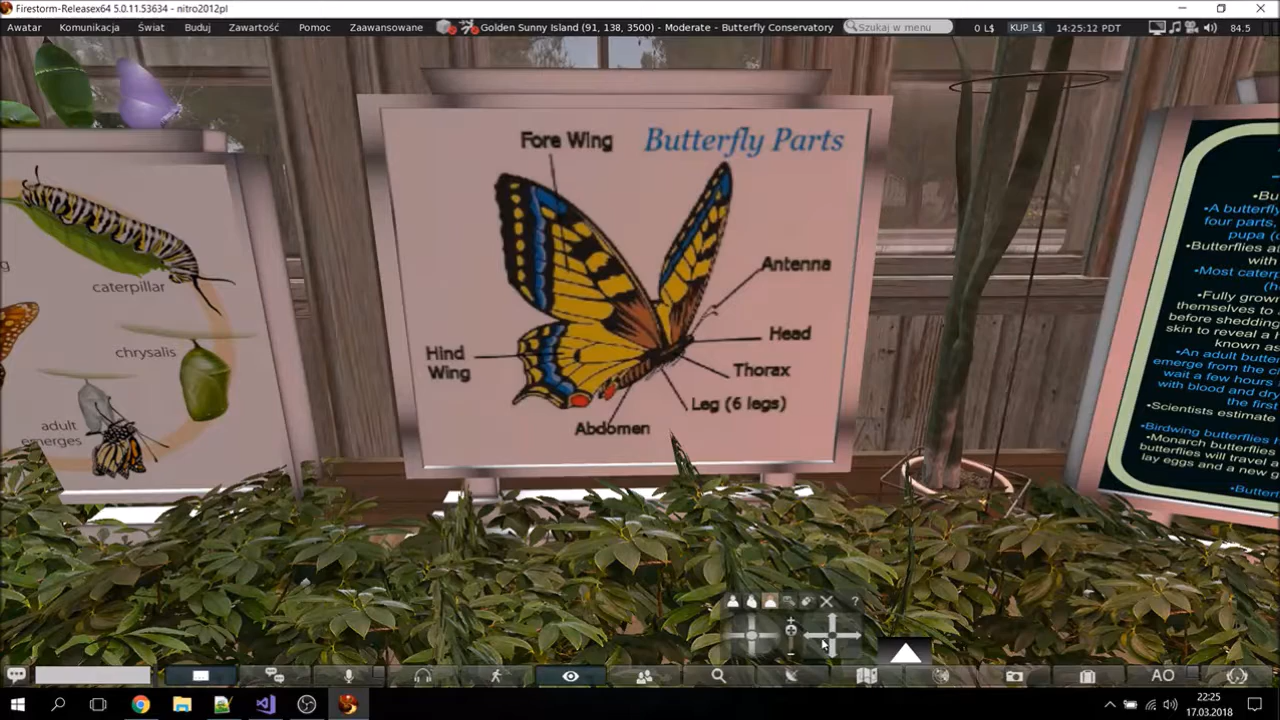 Firestorm-Releasex64 5.0.11.53634 - nitro2012pl
Awatar Komunikacja Świat Buduj Zawartość Pomoc Zaawansowane Golden Sunny Island (91, 138, 3500) - Moderate - Butterfly Conservatory Szukaj w menu 0 L$ KUP L$ 14:25:12 PDT 84.5
Butterfly Parts
Fore Wing
Antenna
Head
Hind
Wing
Thorax
Leg (6 legs)
Abdomen
caterpillar
chrysalis
adult
emerges
•A butterfly
four parts,
pupa (
•Butterflies
with
•Most caterp
•Fully grown
themselves to
before shedding
skin to reveal a
known as
•An adult butte
emerge from the c
wait a few hours
with blood and dry
the first
•Scientists estimate
•Birdwing butterflies
•Monarch butterflies
butterflies will travel a
lay eggs and a new g
•Butter
AO
22:25
17.03.2018